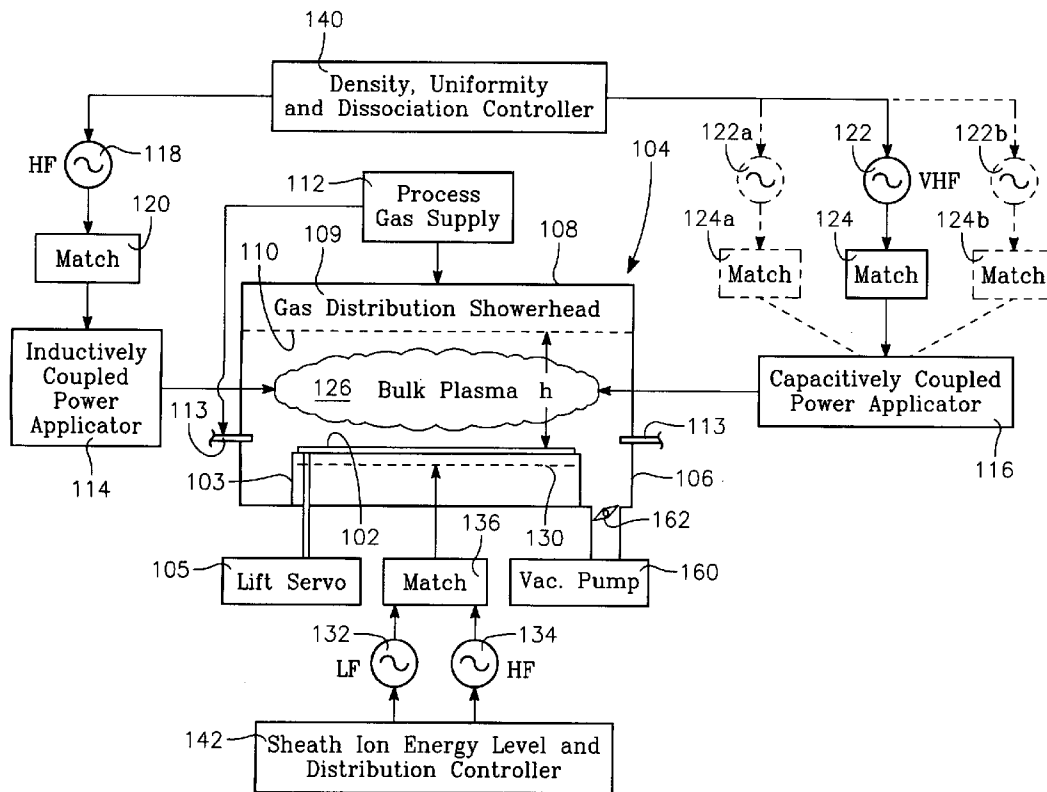 140
Density, Uniformity
and Dissociation Controller
HF
118
112
Process
Gas Supply
104
122a
122
VHF
122b
120
Match
110
109
108
124a
Match
124
Match
124b
Match
Gas Distribution Showerhead
Inductively
Coupled
Power
Applicator
126
Bulk Plasma
h
Capacitively Coupled
Power Applicator
113
113
114
116
103
102
130
106
136
162
105
Lift Servo
Match
Vac. Pump
160
132
134
LF
HF
142
Sheath Ion Energy Level and
Distribution Controller